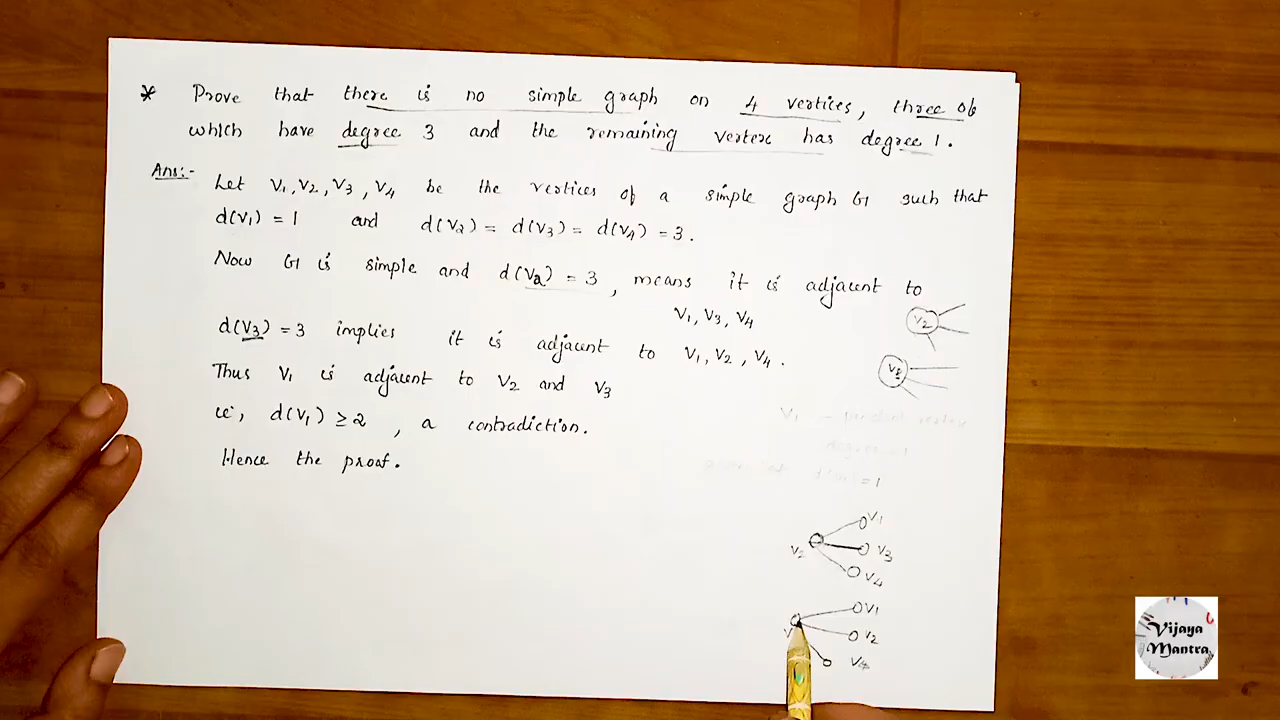 * Prove that there is no simple graph on 4 vertices, three of
which have degree 3 and the remaining vertex has degree 1.
Ans:- Let V1, V2, V3, V4 be the vertices of a simple graph G such that
d(V1) = 1 and d(V2) = d(V3) = d(V4) = 3.
Now G is simple and d(V2) = 3, means it is adjacent to
V1, V3, V4
V2
d(V3) = 3 implies it is adjacent to V1, V2, V4.
V3
Thus V1 is adjacent to V2 and V3
ie, d(V1) ≥ 2, a contradiction.
Hence the proof.
V1
V2 V3
V4
V1
V V2
V4
Vijaya
Mantra